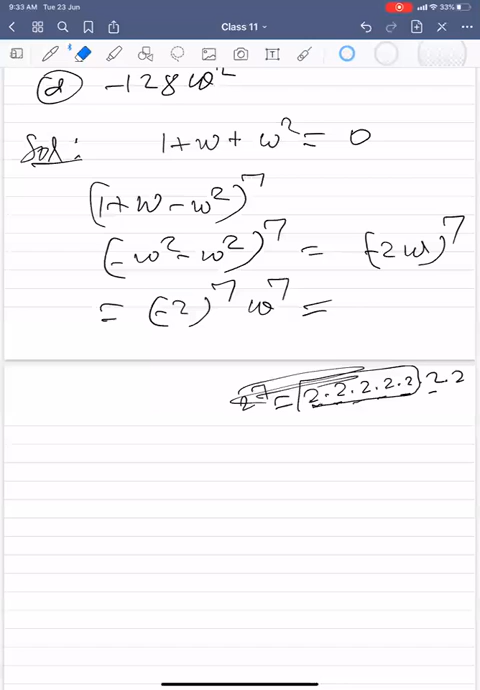 9:33 AM Tue 23 Jun 33%
Class 11
(d) -128ω²
Sol: 1+ω+ω² = 0
(1+ω-ω²)⁷
(-ω²-ω²)⁷ = (-2ω)⁷
= (-2)⁷ ω⁷ =
2⁷ = 2·2·2·2·2·2) 2·2